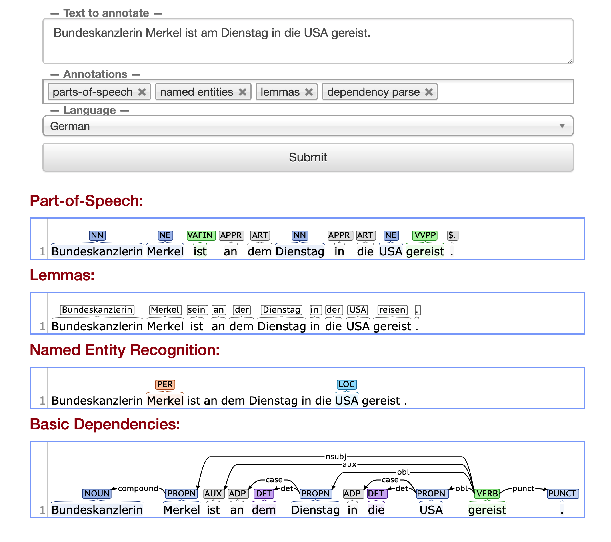 Text to annotate
Bundeskanzlerin Merkel ist am Dienstag in die USA gereist.
Annotations
parts-of-speech × named entities × lemmas × dependency parse ×
Language
German
Submit
Part-of-Speech:
NN NE VAFIN APPR ART NN APPR ART NE VVPP $.
1 Bundeskanzlerin Merkel ist an dem Dienstag in die USA gereist .
Lemmas:
Bundeskanzlerin Merkel sein an der Dienstag in der USA reisen .
1 Bundeskanzlerin Merkel ist an dem Dienstag in die USA gereist .
Named Entity Recognition:
PER LOC
1 Bundeskanzlerin Merkel ist an dem Dienstag in die USA gereist .
Basic Dependencies:
nsubj
aux
obl
case case
compound det det obl punct
NOUN PROPN AUX ADP DET PROPN ADP DET PROPN VERB PUNCT
1 Bundeskanzlerin Merkel ist an dem Dienstag in die USA gereist .